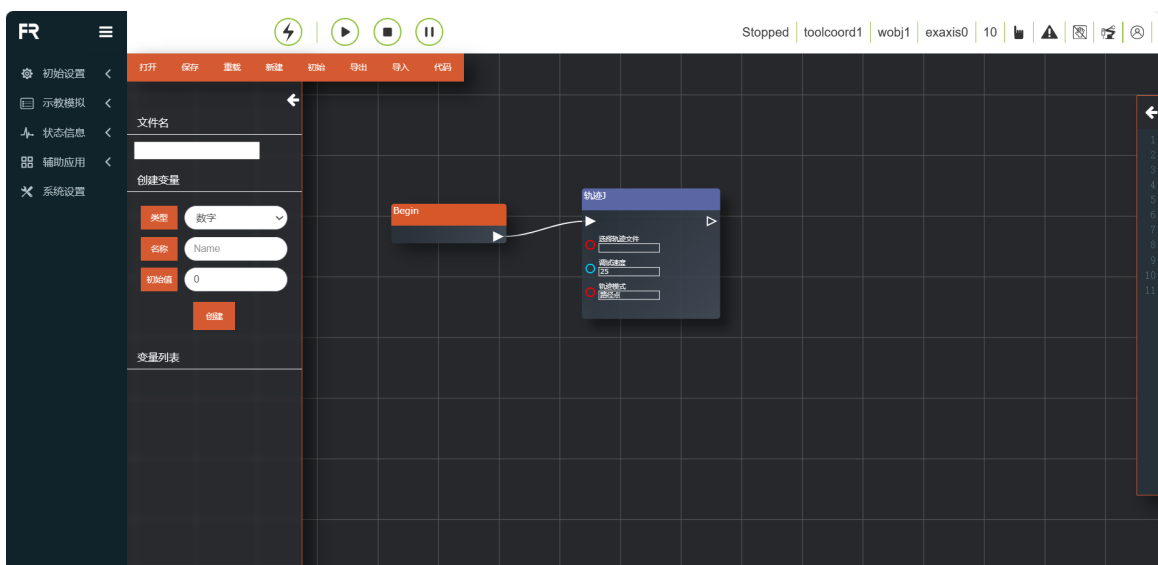 FR
Stopped toolcoord1 wobj1 exaxis0 10
初始设置
示教模拟
状态信息
辅助应用
系统设置
打开 保存 重载 新建 初始 导出 导入 代码
文件名
创建变量
类型 数字
名称 Name
初始值 0
创建
变量列表
Begin
轨迹J
选择轨迹文件
调试速度
25
轨迹模式
路径点
1
2
3
4
5
6
7
8
9
10
11